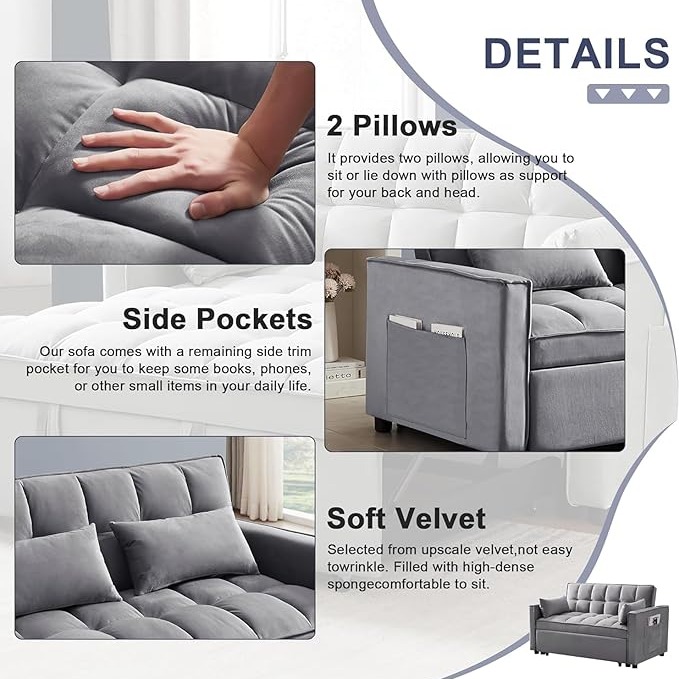 DETAILS
2 Pillows
It provides two pillows, allowing you to
sit or lie down with pillows as support
for your back and head.
Side Pockets
Our sofa comes with a remaining side trim
pocket for you to keep some books, phones,
or other small items in your daily life.
Soft Velvet
Selected from upscale velvet,not easy
towrinkle. Filled with high-dense
spongecomfortable to sit.